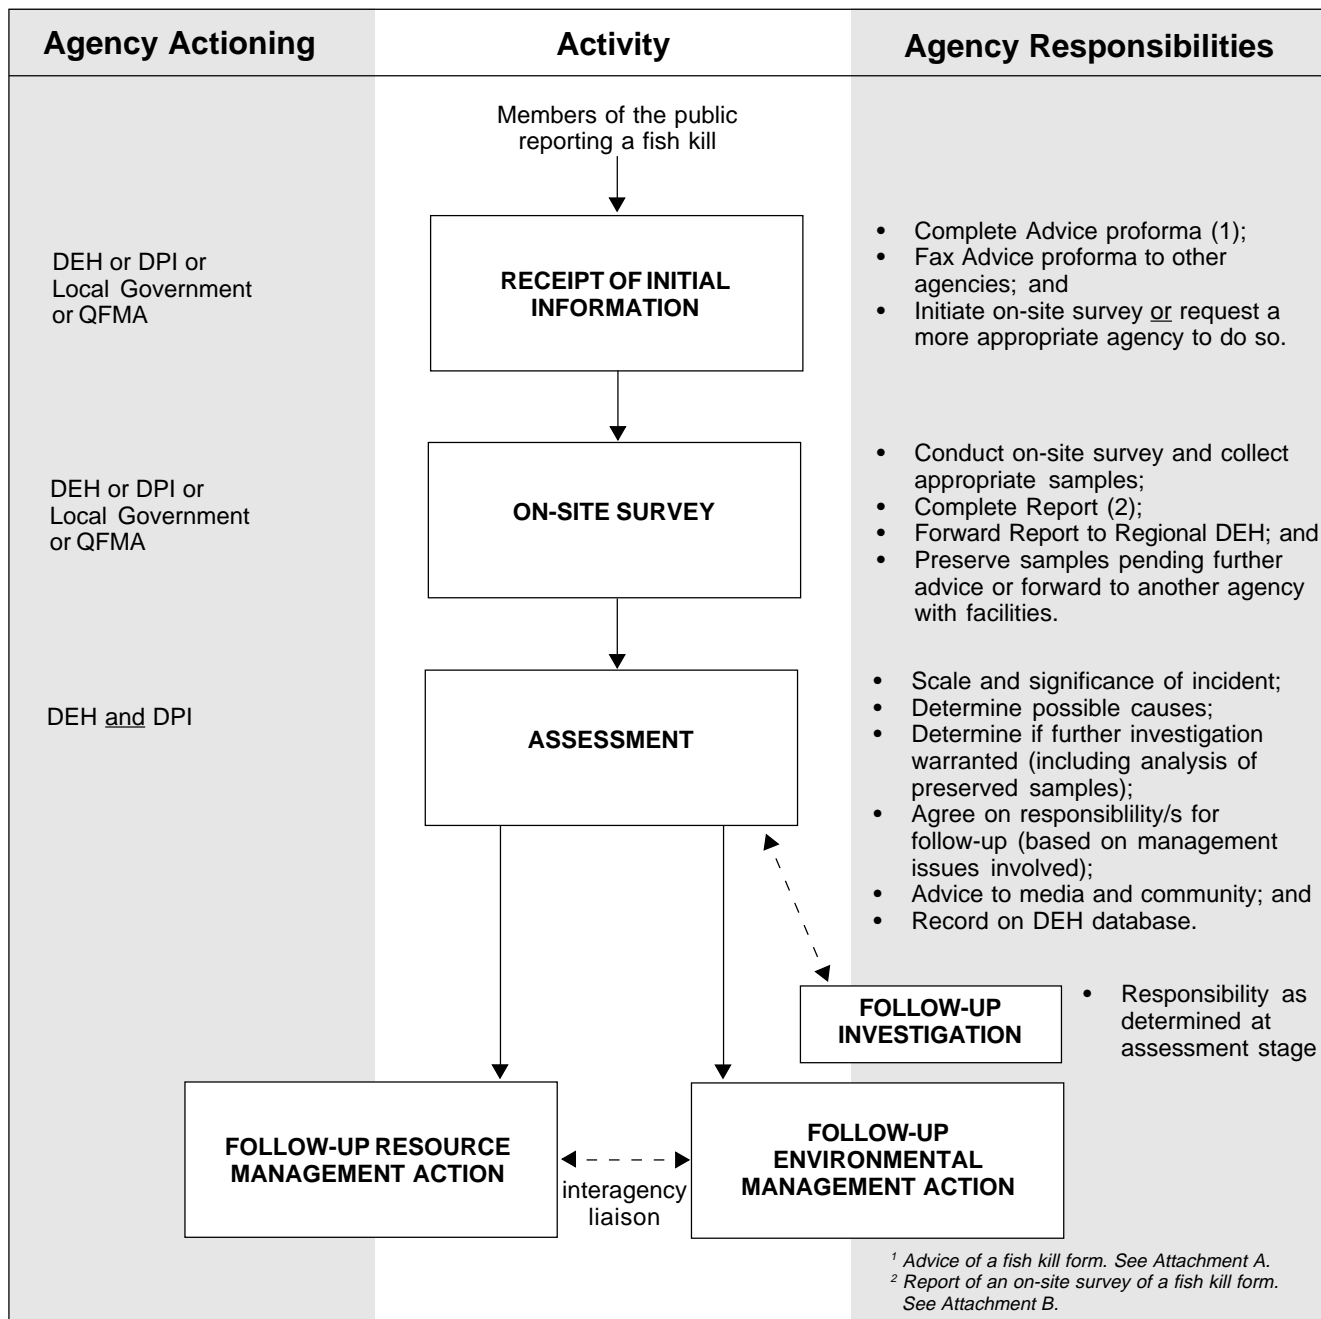 Agency Actioning
Activity
Agency Responsibilities
Members of the public
reporting a fish kill
DEH or DPI or
Local Government
or QFMA
RECEIPT OF INITIAL
INFORMATION
• Complete Advice proforma (1);
• Fax Advice proforma to other
agencies; and
• Initiate on-site survey or request a
more appropriate agency to do so.
DEH or DPI or
Local Government
or QFMA
ON-SITE SURVEY
• Conduct on-site survey and collect
appropriate samples;
• Complete Report (2);
• Forward Report to Regional DEH; and
• Preserve samples pending further
advice or forward to another agency
with facilities.
DEH and DPI
ASSESSMENT
• Scale and significance of incident;
• Determine possible causes;
• Determine if further investigation
warranted (including analysis of
preserved samples);
• Agree on responsiblility/s for
follow-up (based on management
issues involved);
• Advice to media and community; and
• Record on DEH database.
FOLLOW-UP
INVESTIGATION
• Responsibility as
determined at
assessment stage
FOLLOW-UP RESOURCE
MANAGEMENT ACTION
interagency
liaison
FOLLOW-UP
ENVIRONMENTAL
MANAGEMENT ACTION
1 Advice of a fish kill form. See Attachment A.
2 Report of an on-site survey of a fish kill form.
See Attachment B.